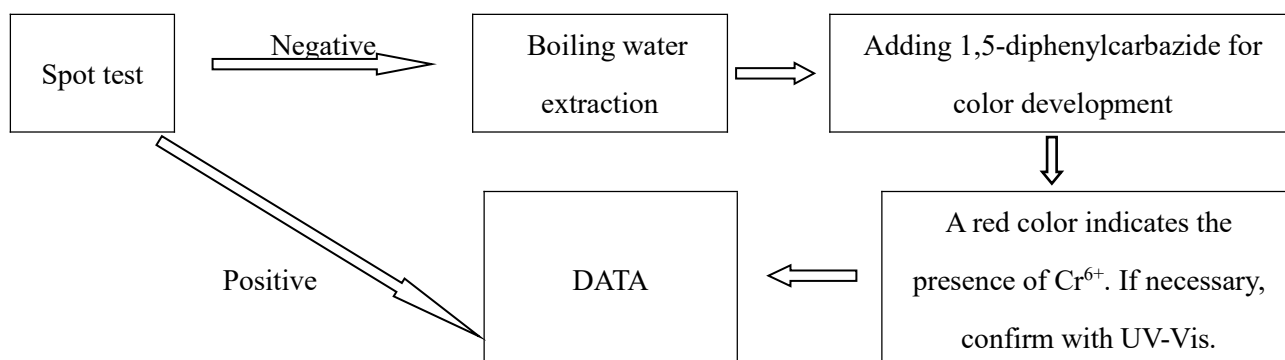 Spot test
Negative
Boiling water
extraction
Adding 1,5-diphenylcarbazide for
color development
A red color indicates the
presence of Cr⁶⁺. If necessary,
confirm with UV-Vis.
DATA
Positive